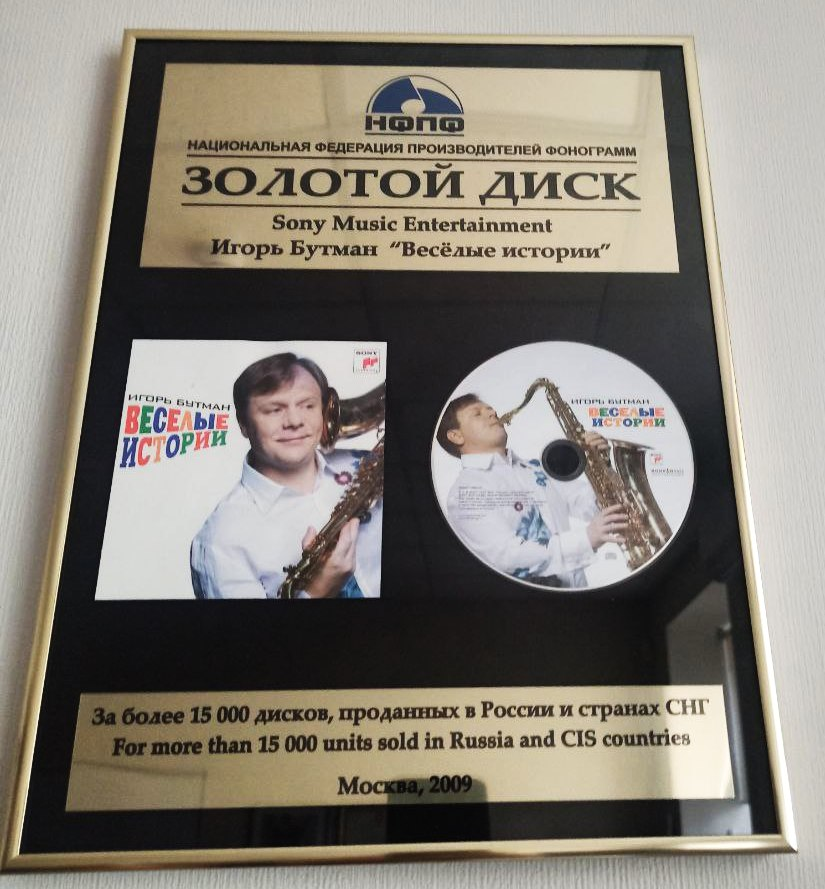 НФПФ
НАЦИОНАЛЬНАЯ ФЕДЕРАЦИЯ ПРОИЗВОДИТЕЛЕЙ ФОНОГРАММ
ЗОЛОТОЙ ДИСК
Sony Music Entertainment
Игорь Бутман “Весёлые истории”
SONY
ИГОРЬ БУТМАН
ВЕСЕЛЫЕ
ИСТОРИИ
ИГОРЬ БУТМАН
ВЕСЕЛЫЕ
ИСТОРИИ
За более 15 000 дисков, проданных в России и странах СНГ
For more than 15 000 units sold in Russia and CIS countries
Москва, 2009